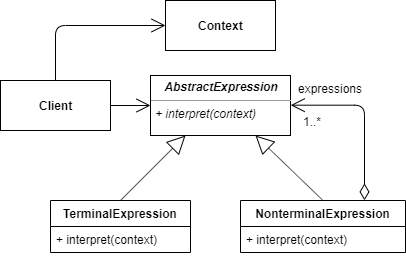 Context
Client
AbstractExpression
+ interpret(context)
expressions
1..*
TerminalExpression
+ interpret(context)
NonterminalExpression
+ interpret(context)